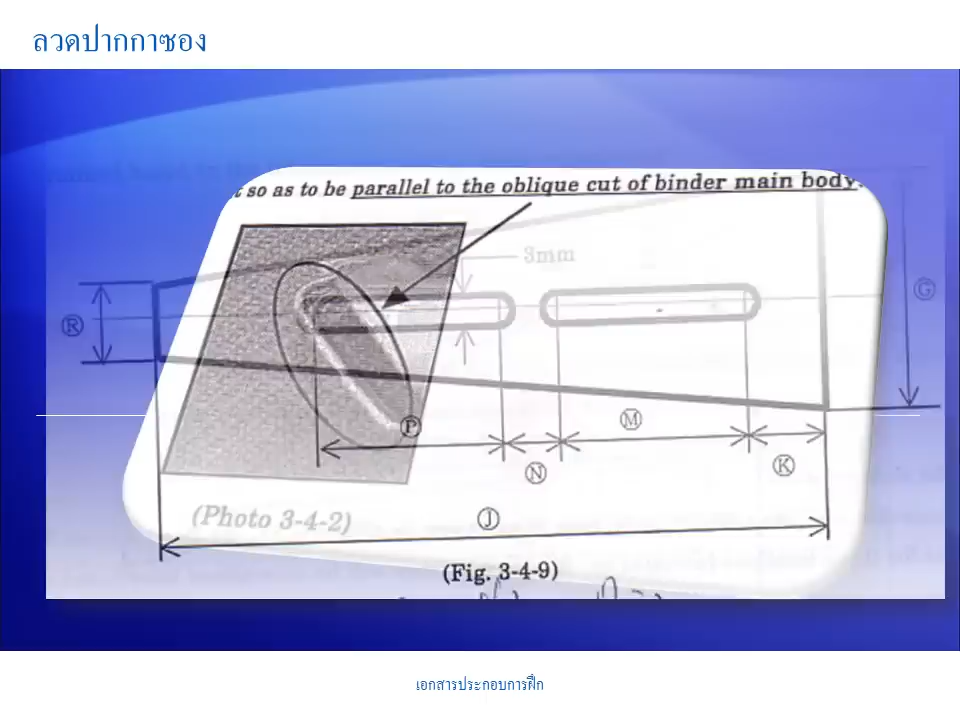 ลวดปากกาซอง
t so as to be parallel to the oblique cut of binder main body.
3mm
G
R
P
M
N
K
J
(Photo 3-4-2)
(Fig. 3-4-9)
เอกสารประกอบการฝึก